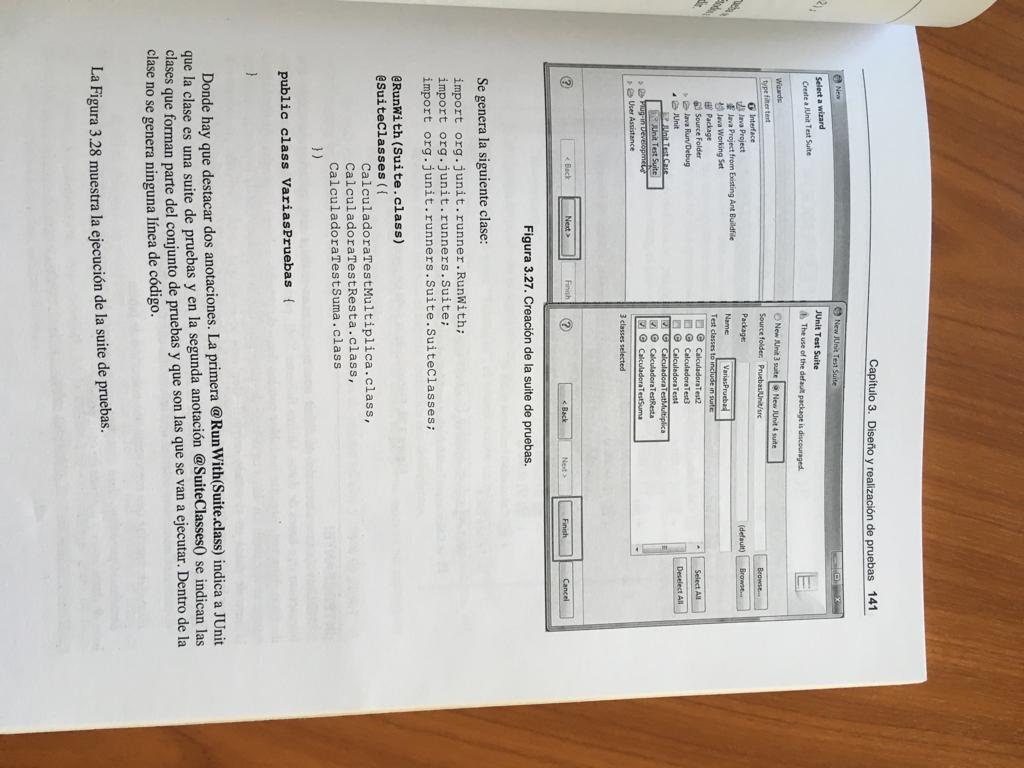 Capítulo 3. Diseño y realización de pruebas 141
New
Select a wizard
Create a JUnit Test Suite
Wizards:
type filter text
Interface
Java Project
Java Project from Existing Ant Buildfile
Java Working Set
Package
Source Folder
Java Run/Debug
JUnit
JUnit Test Case
JUnit Test Suite
Plug-in Development
User Assistance
?
< Back
Next >
Finish
New JUnit Test Suite
JUnit Test Suite
The use of the default package is discouraged.
New JUnit 3 suite
New JUnit 4 suite
Source folder:
PruebasJUnit/src
Browse...
Package:
(default)
Browse...
Name:
VariasPruebas
Test classes to include in suite:
CalculadoraTest2
CalculadoraTest3
CalculadoraTest4
CalculadoraTestMultiplica
CalculadoraTestResta
CalculadoraTestSuma
Select All
Deselect All
3 classes selected
?
< Back
Next >
Finish
Cancel
Figura 3.27. Creación de la suite de pruebas.
Se genera la siguiente clase:
import org.junit.runner.RunWith;
import org.junit.runners.Suite;
import org.junit.runners.Suite.SuiteClasses;
@RunWith(Suite.class)
@SuiteClasses({
CalculadoraTestMultiplica.class,
CalculadoraTestResta.class,
CalculadoraTestSuma.class
})
public class VariasPruebas {
}
Donde hay que destacar dos anotaciones. La primera @RunWith(Suite.class) indica a JUnit
que la clase es una suite de pruebas y en la segunda anotación @SuiteClasses() se indican las
clases que forman parte del conjunto de pruebas y que son las que se van a ejecutar. Dentro de la
clase no se genera ninguna línea de código.
La Figura 3.28 muestra la ejecución de la suite de pruebas.